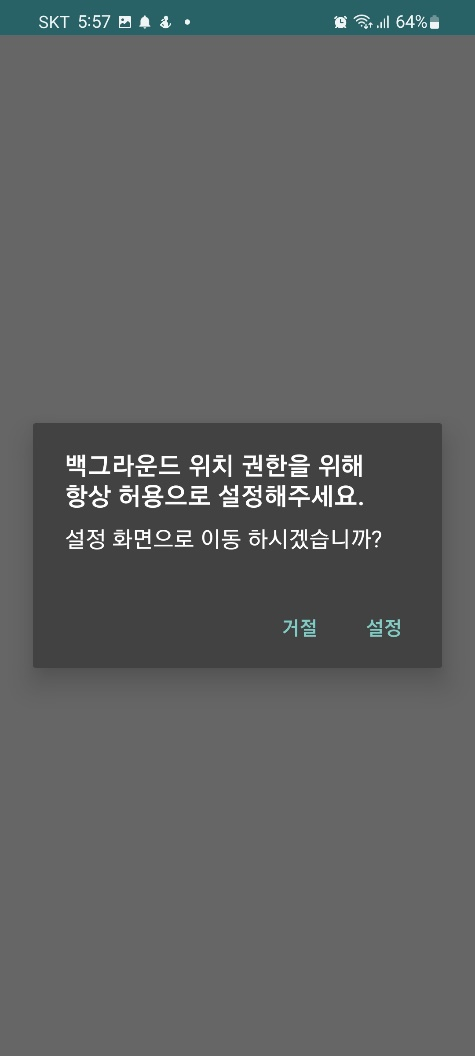 SKT 5:57 64%
백그라운드 위치 권한을 위해
항상 허용으로 설정해주세요.
설정 화면으로 이동 하시겠습니까?
거절 설정